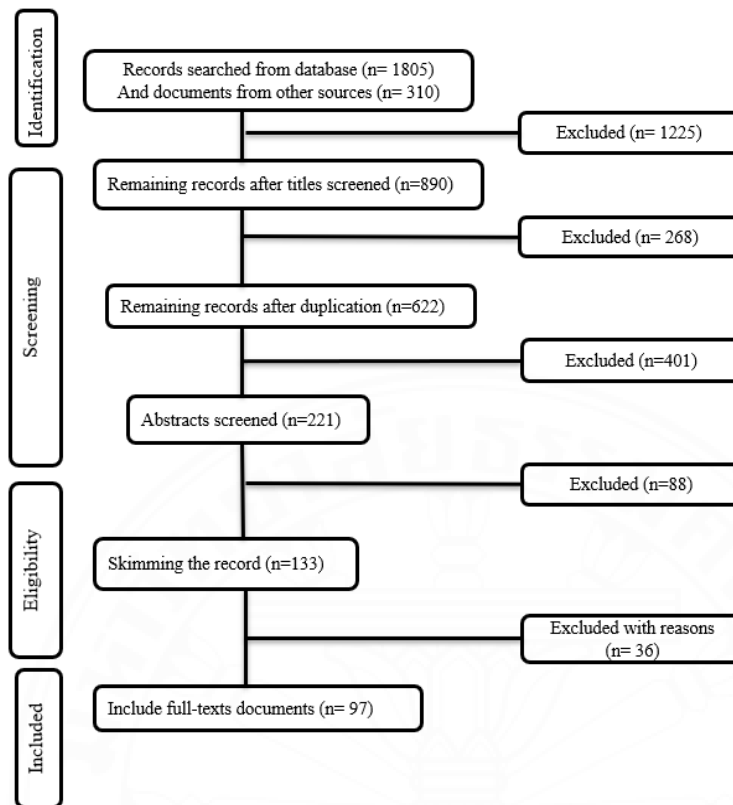 Identification
Records searched from database (n= 1805)
And documents from other sources (n= 310)
Excluded (n= 1225)
Screening
Remaining records after titles screened (n=890)
Excluded (n= 268)
Remaining records after duplication (n=622)
Excluded (n=401)
Abstracts screened (n=221)
Excluded (n=88)
Eligibility
Skimming the record (n=133)
Excluded with reasons
(n= 36)
Included
Include full-texts documents (n= 97)